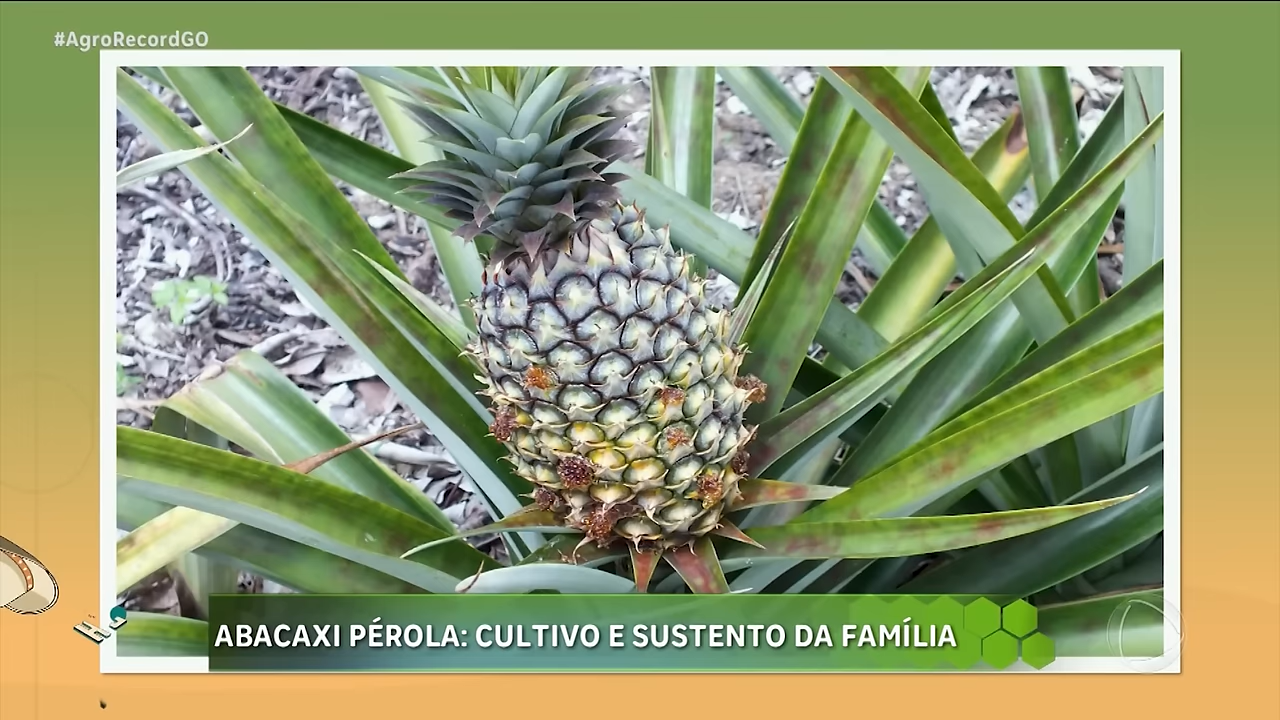 #AgroRecordGO
ABACAXI PÉROLA: CULTIVO E SUSTENTO DA FAMÍLIA